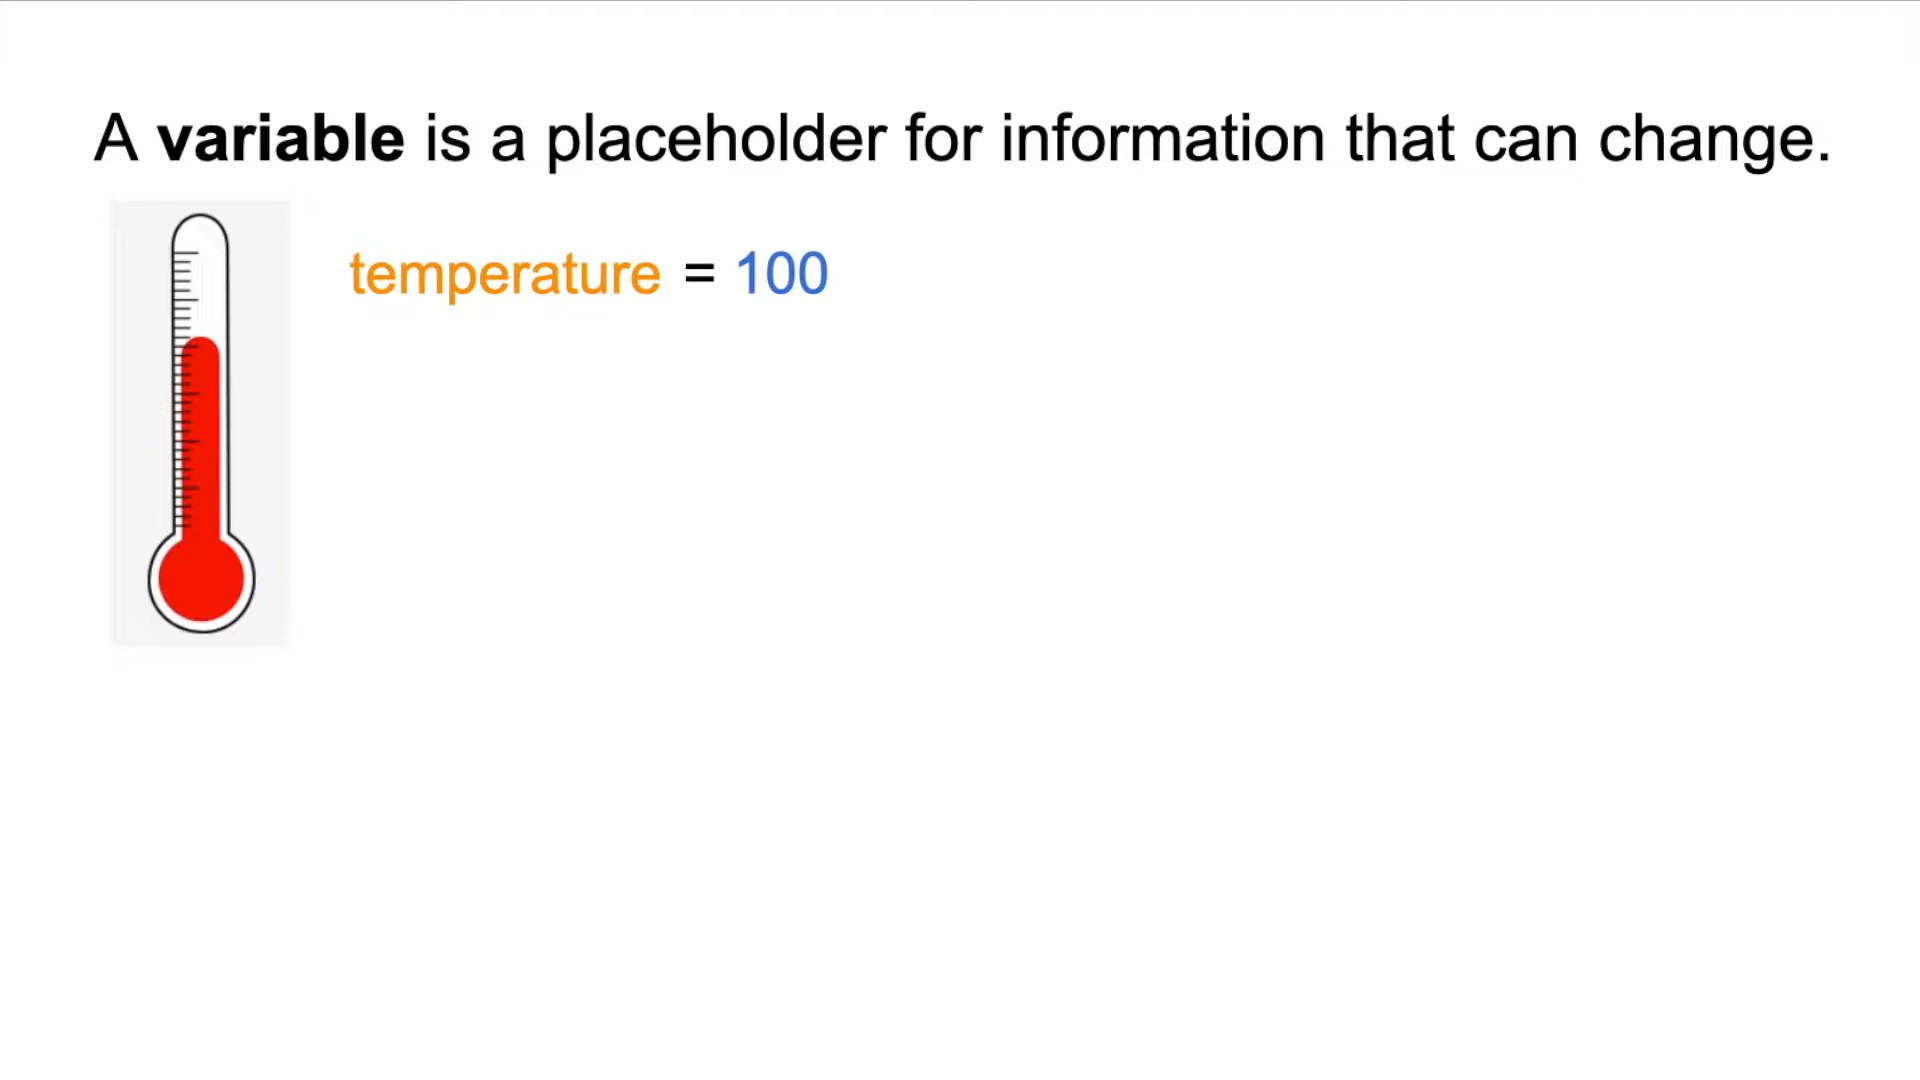 A variable is a placeholder for information that can change.
temperature = 100